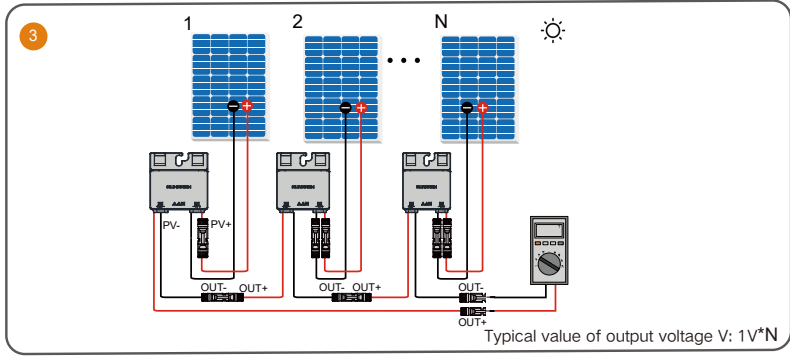 3
1
2
N
PV-
PV+
OUT-
OUT+
OUT-
OUT+
OUT-
OUT+
Typical value of output voltage V: 1V*N